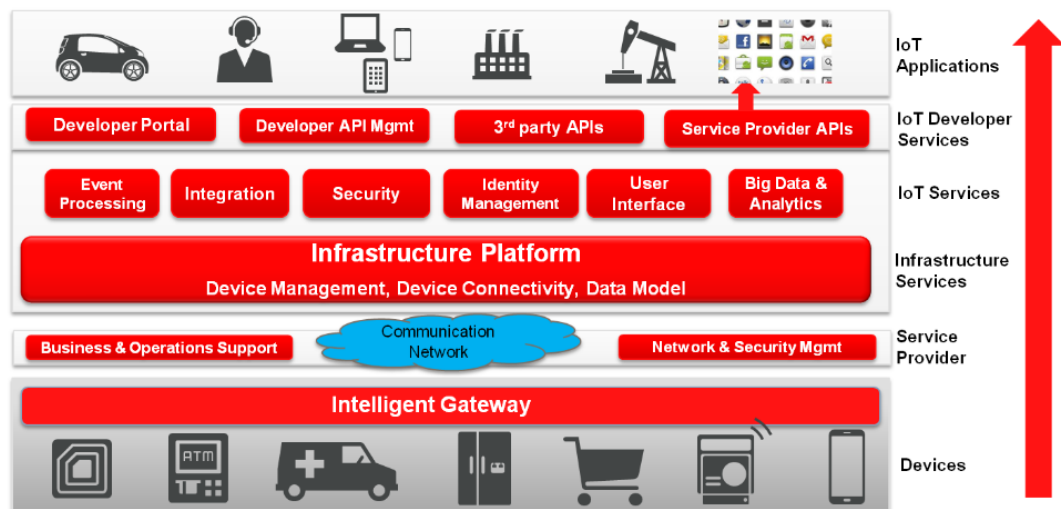 IoT
Applications
Developer Portal
Developer API Mgmt
3rd party APIs
Service Provider APIs
IoT Developer
Services
Event
Processing
Integration
Security
Identity
Management
User
Interface
Big Data &
Analytics
IoT Services
Infrastructure Platform
Device Management, Device Connectivity, Data Model
Infrastructure
Services
Business & Operations Support
Communication
Network
Network & Security Mgmt
Service
Provider
Intelligent Gateway
ATM
Devices